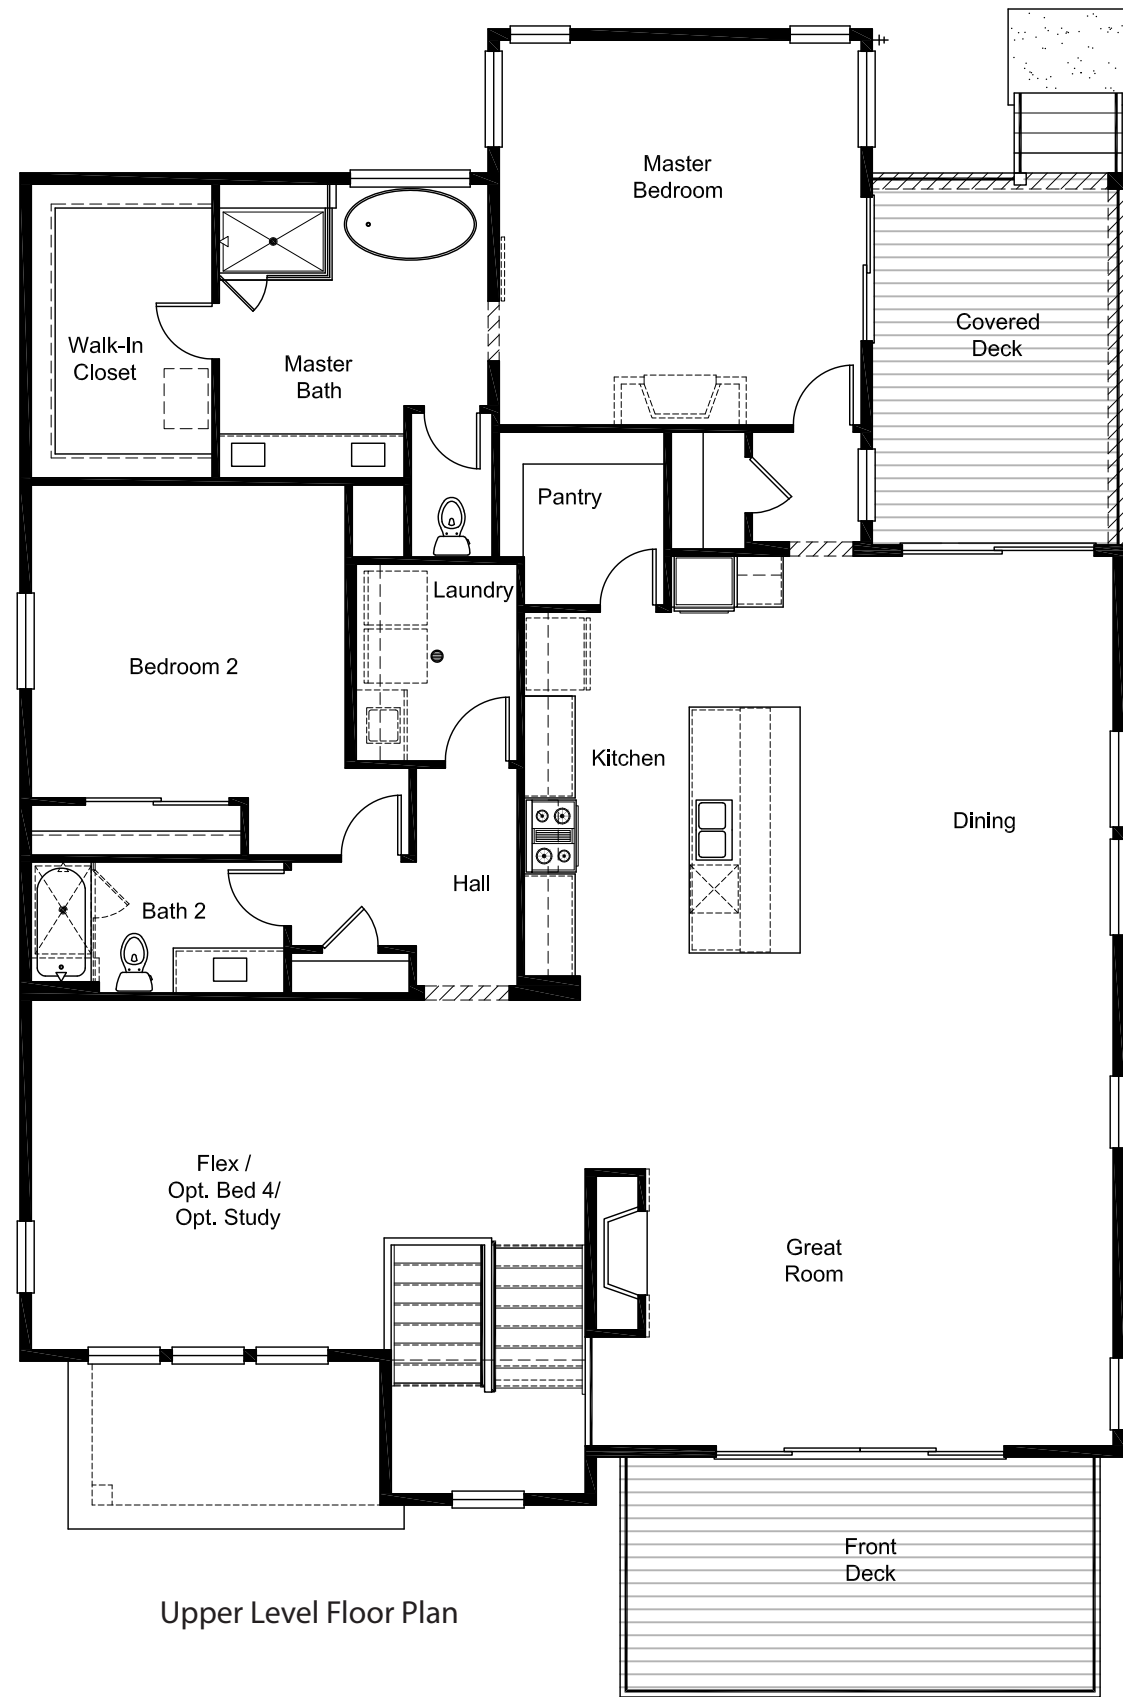 Master
Bedroom
Covered
Deck
Walk-In
Closet
Master
Bath
Pantry
Laundry
Bedroom 2
Kitchen
Dining
Hall
Bath 2
Flex /
Opt. Bed 4/
Opt. Study
Great
Room
Front
Deck
Upper Level Floor Plan